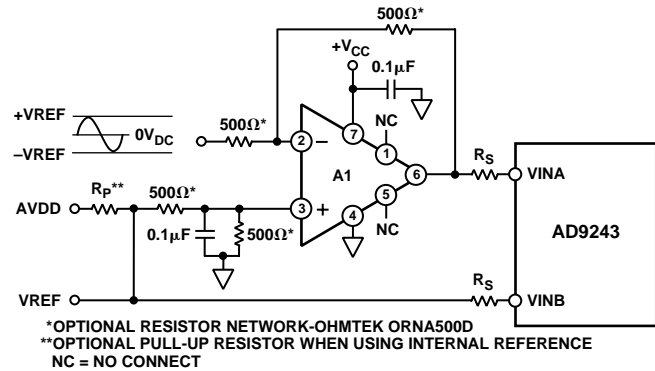 500Ω*
+VCC
0.1µF
+VREF
0VDC
–VREF
500Ω*
NC
2
–
7
1
A1
6
RS
VINA
RP**
AVDD
500Ω*
3
+
5
4
NC
0.1µF
500Ω*
AD9243
VREF
RS
VINB
*OPTIONAL RESISTOR NETWORK-OHMTEK ORNA500D
**OPTIONAL PULL-UP RESISTOR WHEN USING INTERNAL REFERENCE
NC = NO CONNECT